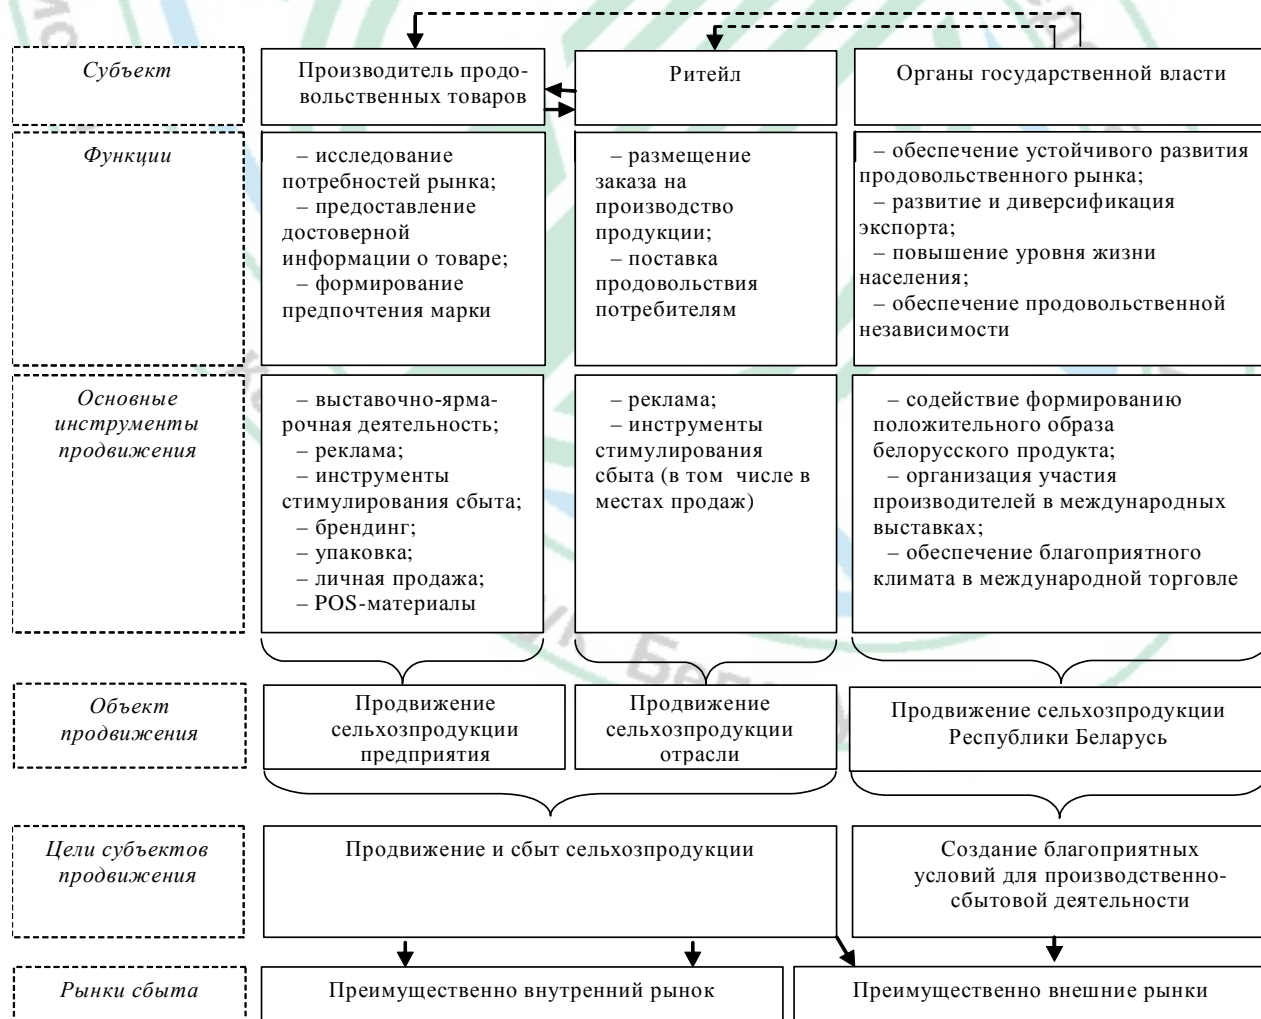 Субъект
Производитель продо-
вольственных товаров
Ритейл
Органы государственной власти
Функции
– исследование
потребностей рынка;
– предоставление
достоверной
информации о товаре;
– формирование
предпочтения марки
– размещение
заказа на
производство
продукции;
– поставка
продовольствия
потребителям
– обеспечение устойчивого развития
продовольственного рынка;
– развитие и диверсификация
экспорта;
– повышение уровня жизни
населения;
– обеспечение продовольственной
независимости
Основные
инструменты
продвижения
– выставочно-ярма-
рочная деятельность;
– реклама;
– инструменты
стимулирования сбыта;
– брендинг;
– упаковка;
– личная продажа;
– POS-материалы
– реклама;
– инструменты
стимулирования
сбыта (в том числе в
местах продаж)
– содействие формированию
положительного образа
белорусского продукта;
– организация участия
производителей в международных
выставках;
– обеспечение благоприятного
климата в международной торговле
Объект
продвижения
Продвижение
сельхозпродукции
предприятия
Продвижение
сельхозпродукции
отрасли
Продвижение сельхозпродукции
Республики Беларусь
Цели субъектов
продвижения
Продвижение и сбыт сельхозпродукции
Создание благоприятных
условий для производственно-
сбытовой деятельности
Рынки сбыта
Преимущественно внутренний рынок
Преимущественно внешние рынки